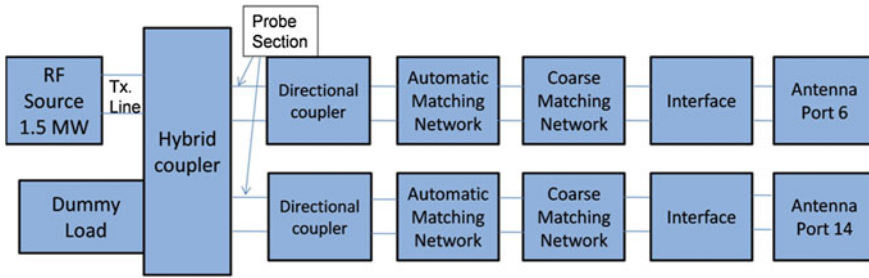 Probe
Section
RF
Source
1.5 MW
Tx.
Line
Hybrid
coupler
Dummy
Load
Directional
coupler
Automatic
Matching
Network
Coarse
Matching
Network
Interface
Antenna
Port 6
Directional
coupler
Automatic
Matching
Network
Coarse
Matching
Network
Interface
Antenna
Port 14